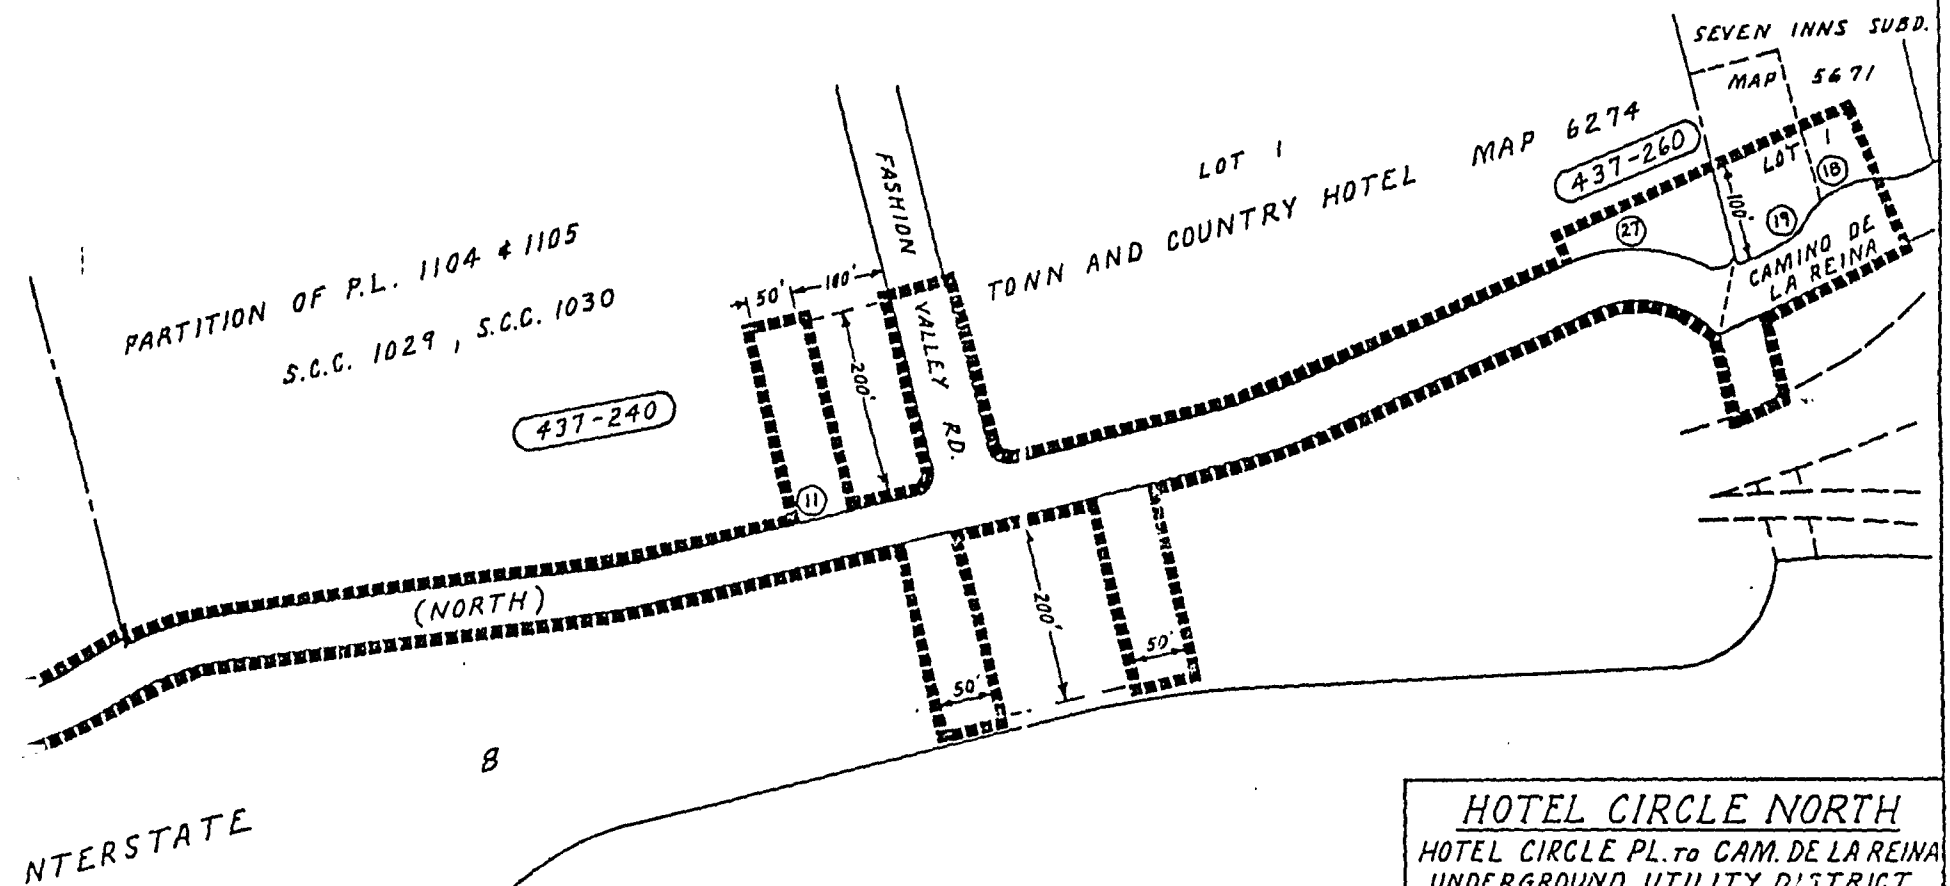 SEVEN INNS SUBD.
MAP 5671
LOT 1
TONN AND COUNTRY HOTEL MAP 6274
437-260
LOT 1
18
19
27
100'
CAMINO DE
LA REINA
FASHION
VALLEY RD.
PARTITION OF P.L. 1104 & 1105
S.C.C. 1029, S.C.C. 1030
437-240
50'
100'
200'
11
(NORTH)
200'
50'
50'
8
NTERSTATE
HOTEL CIRCLE NORTH
HOTEL CIRCLE PL. TO CAM. DE LA REINA
UNDERGROUND UTILITY DISTRICT